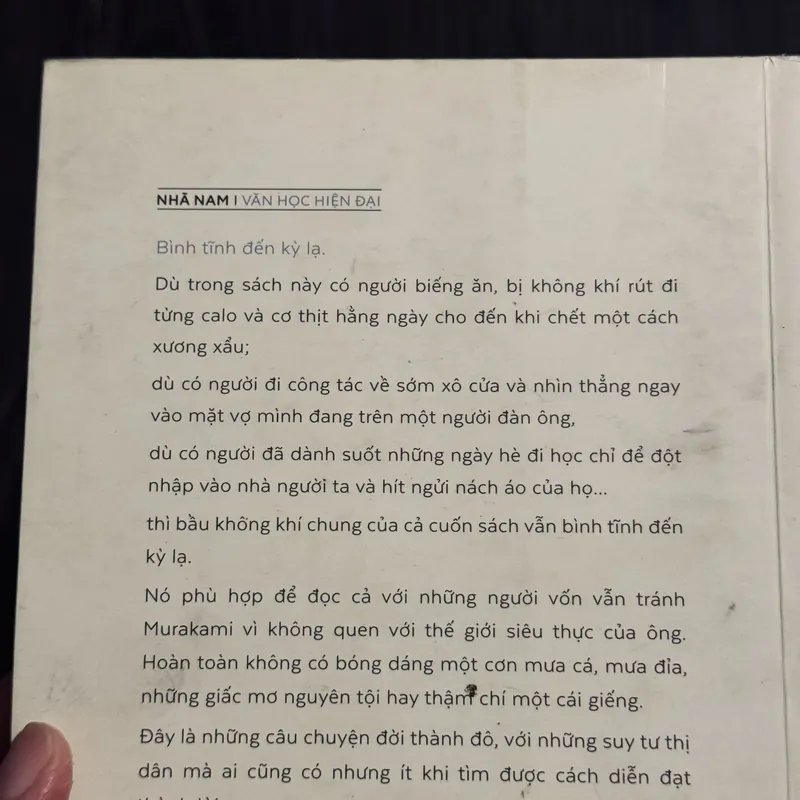 NHÃ NAM | VĂN HỌC HIỆN ĐẠI
Bình tĩnh đến kỳ lạ.
Dù trong sách này có người biếng ăn, bị không khí rút đi
từng calo và cơ thịt hằng ngày cho đến khi chết một cách
xương xẩu;
dù có người đi công tác về sớm xô cửa và nhìn thẳng ngay
vào mặt vợ mình đang trên một người đàn ông,
dù có người đã dành suốt những ngày hè đi học chỉ để đột
nhập vào nhà người ta và hít ngửi nách áo của họ...
thì bầu không khí chung của cả cuốn sách vẫn bình tĩnh đến
kỳ lạ.
Nó phù hợp để đọc cả với những người vốn vẫn tránh
Murakami vì không quen với thế giới siêu thực của ông.
Hoàn toàn không có bóng dáng một cơn mưa cá, mưa đỉa,
những giấc mơ nguyên tội hay thậm chí một cái giếng.
Đây là những câu chuyện đời thành đô, với những suy tư thị
dân mà ai cũng có nhưng ít khi tìm được cách diễn đạt